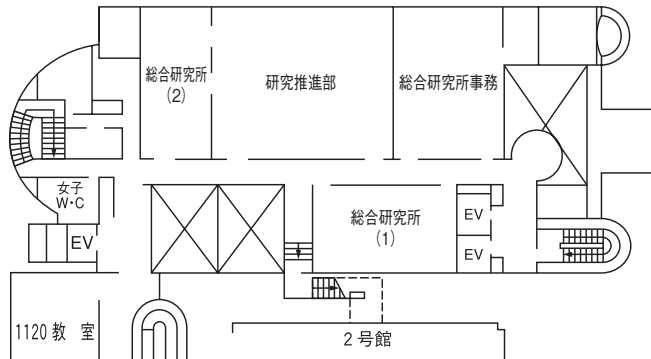 総合研究所
(2)
研究推進部
総合研究所事務
女子
W・C
EV
総合研究所
(1)
EV
EV
1120 教 室
2 号館